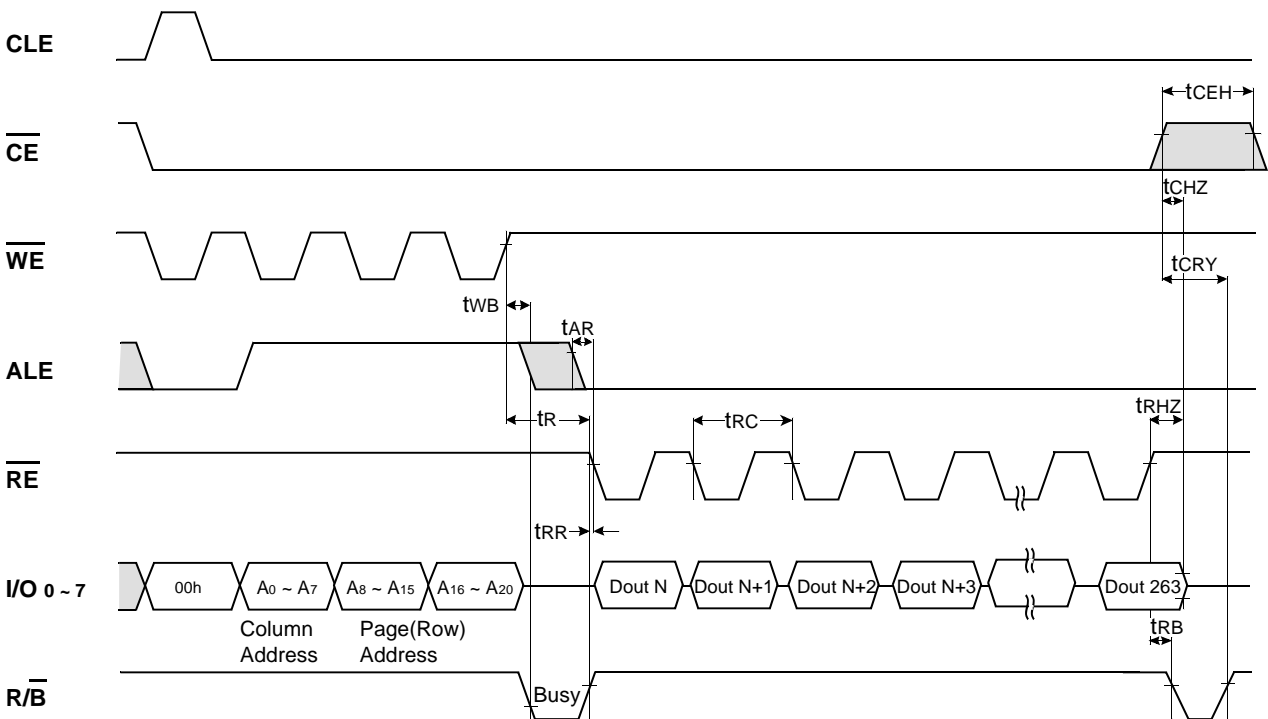 CLE
tCEH
CE
tCHZ
WE
tCRY
tWB
tAR
ALE
tR
tRC
tRHZ
RE
tRR
I/O 0 ~ 7
00h
A0 ~ A7
A8 ~ A15
A16 ~ A20
Dout N
Dout N+1
Dout N+2
Dout N+3
Dout 263
Column
Address
Page(Row)
Address
tRB
R/B
Busy